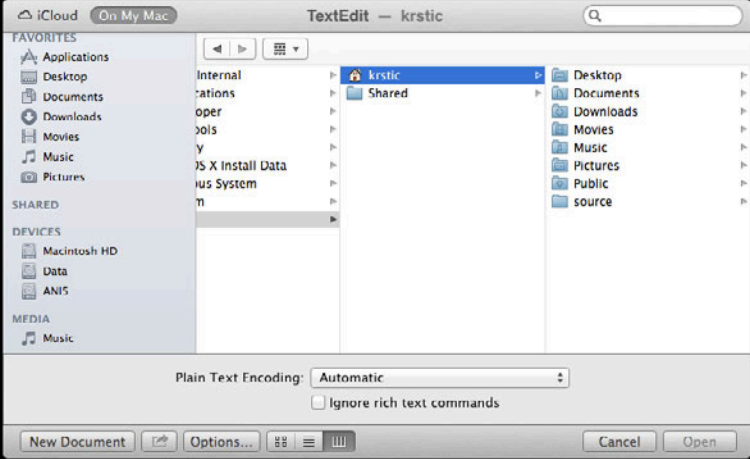 iCloud On My Mac TextEdit — krstic
FAVORITES
Applications
Desktop
Documents
Downloads
Movies
Music
Pictures
SHARED
DEVICES
Macintosh HD
Data
ANIS
MEDIA
Music
Internal
cations
oper
ools
y
OS X Install Data
ous System
m
krstic
Shared
Desktop
Documents
Downloads
Movies
Music
Pictures
Public
source
Plain Text Encoding: Automatic
Ignore rich text commands
New Document Options... Cancel Open